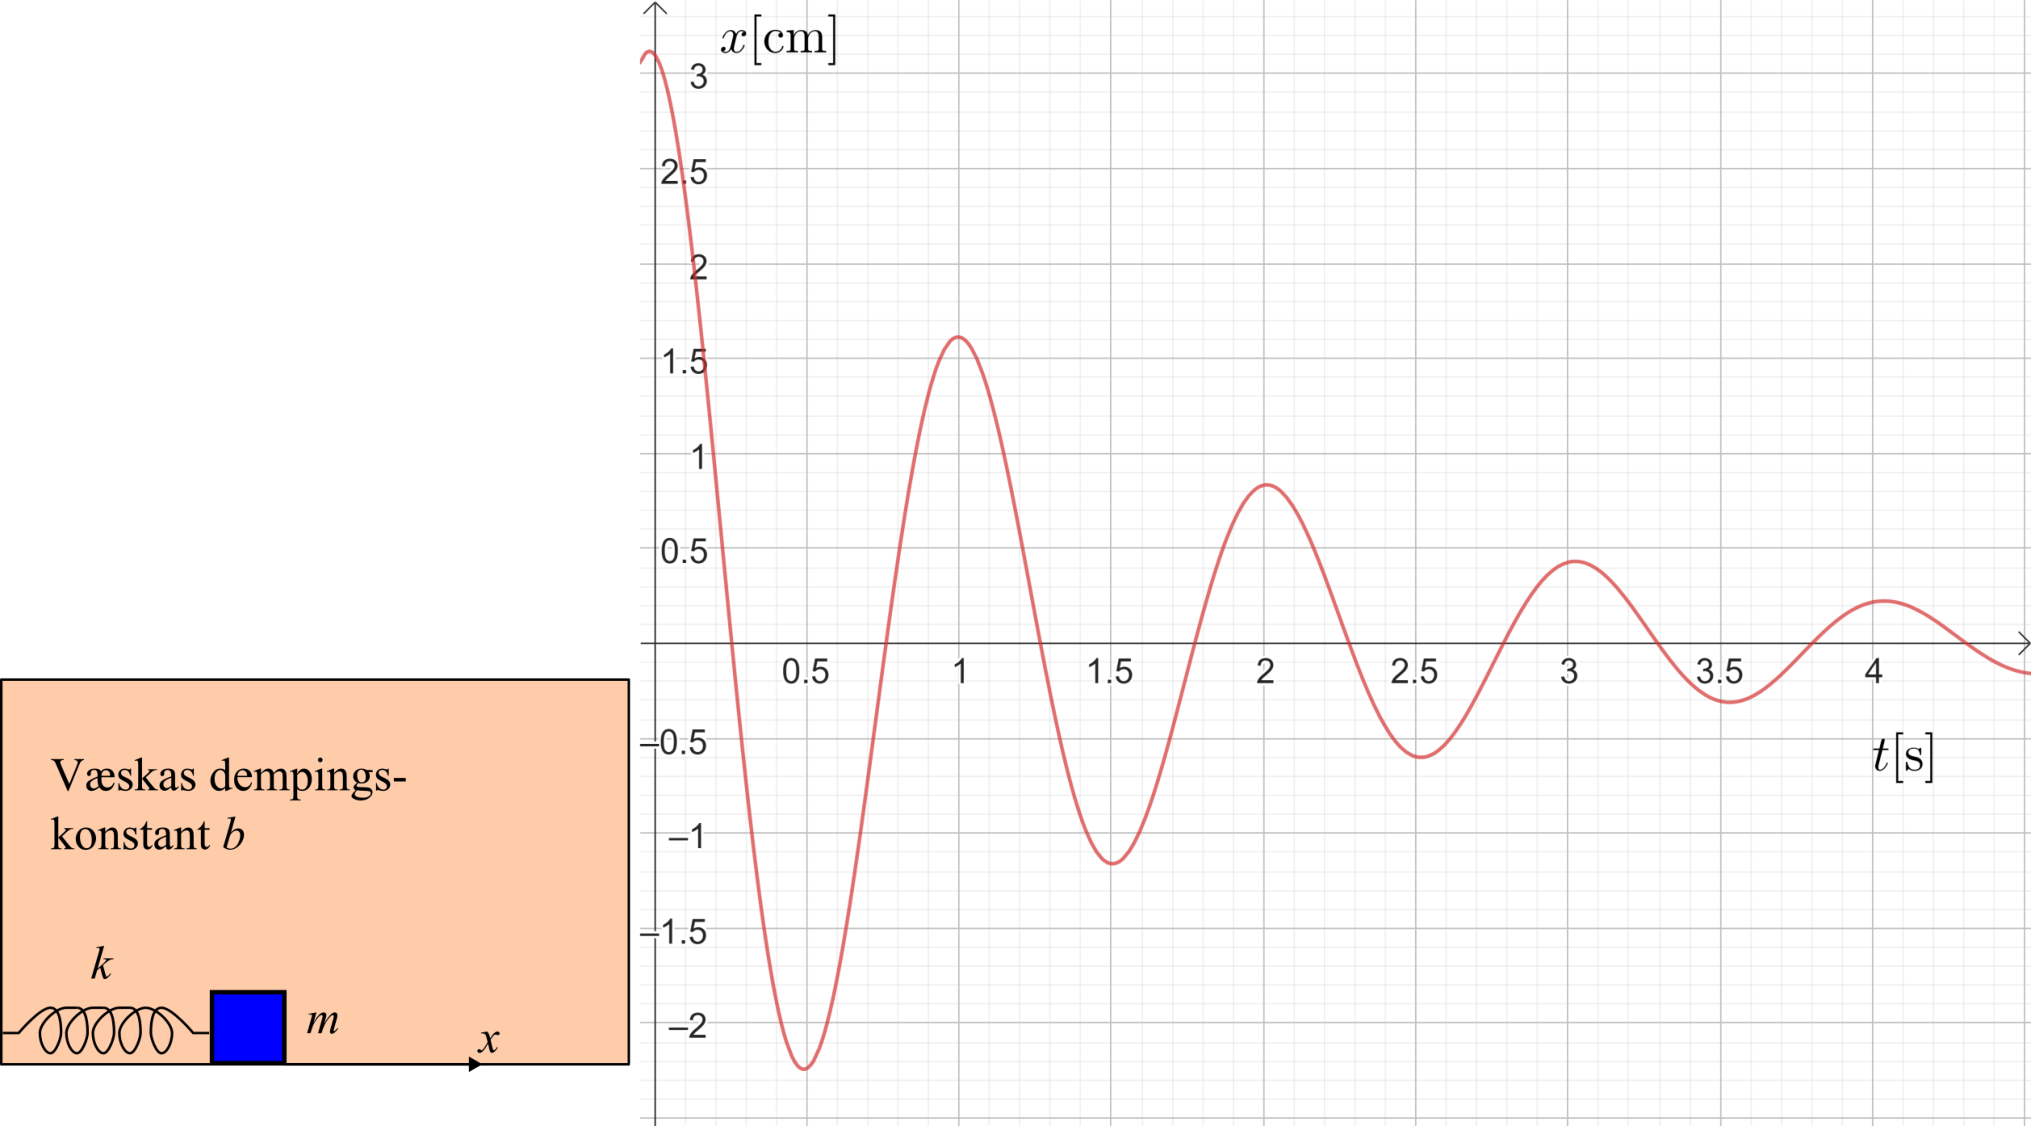 x[cm]
3
2.5
2
1.5
1
0.5
0.5 1 1.5 2 2.5 3 3.5 4
–0.5
t[s]
–1
–1.5
–2
Væskas dempings-
konstant b
k
m
x